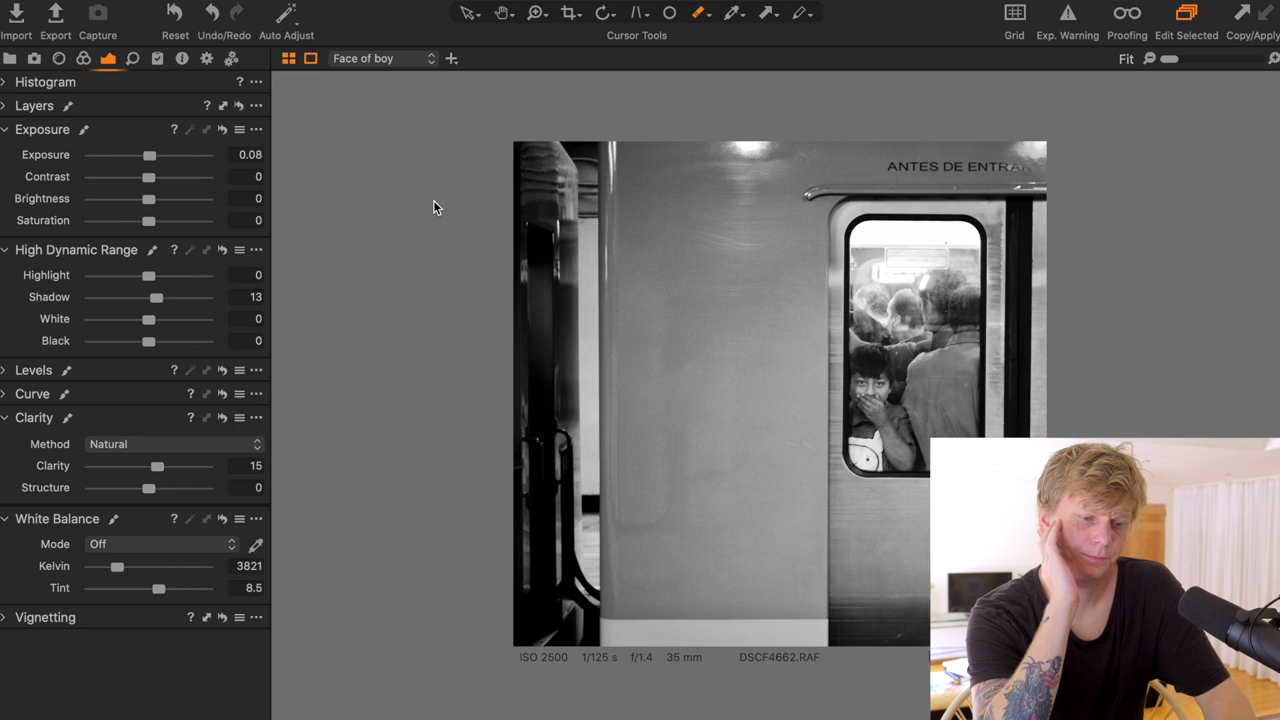 Import Export Capture Reset Undo/Redo Auto Adjust Cursor Tools Grid Exp. Warning Proofing Edit Selected Copy/Apply
Face of boy Fit
Histogram ?
Layers ?
Exposure ?
Exposure 0.08
Contrast 0
Brightness 0
Saturation 0
High Dynamic Range ?
Highlight 0
Shadow 13
White 0
Black 0
Levels ?
Curve ?
Clarity ?
Method Natural
Clarity 15
Structure 0
White Balance ?
Mode Off
Kelvin 3821
Tint 8.5
Vignetting ?
ANTES DE ENTRAR
ISO 2500 1/125 s f/1.4 35 mm DSCF4662.RAF